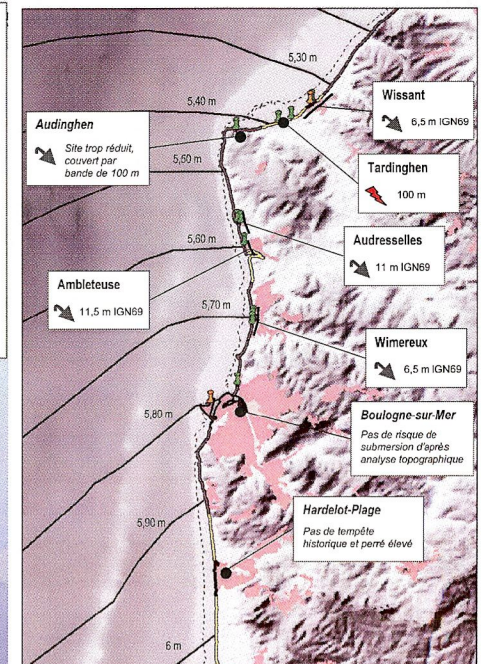 5,30 m
5,40 m
Wissant
6,5 m IGN69
Audinghen
Site trop réduit,
couvert par
bande de 100 m
5,50 m
Tardinghen
100 m
5,60 m
Audresselles
11 m IGN69
Ambleteuse
11,5 m IGN69
5,70 m
Wimereux
6,5 m IGN69
5,80 m
Boulogne-sur-Mer
Pas de risque de
submersion d'après
analyse topographique
5,90 m
Hardelot-Plage
Pas de tempête
historique et perré élevé
6 m